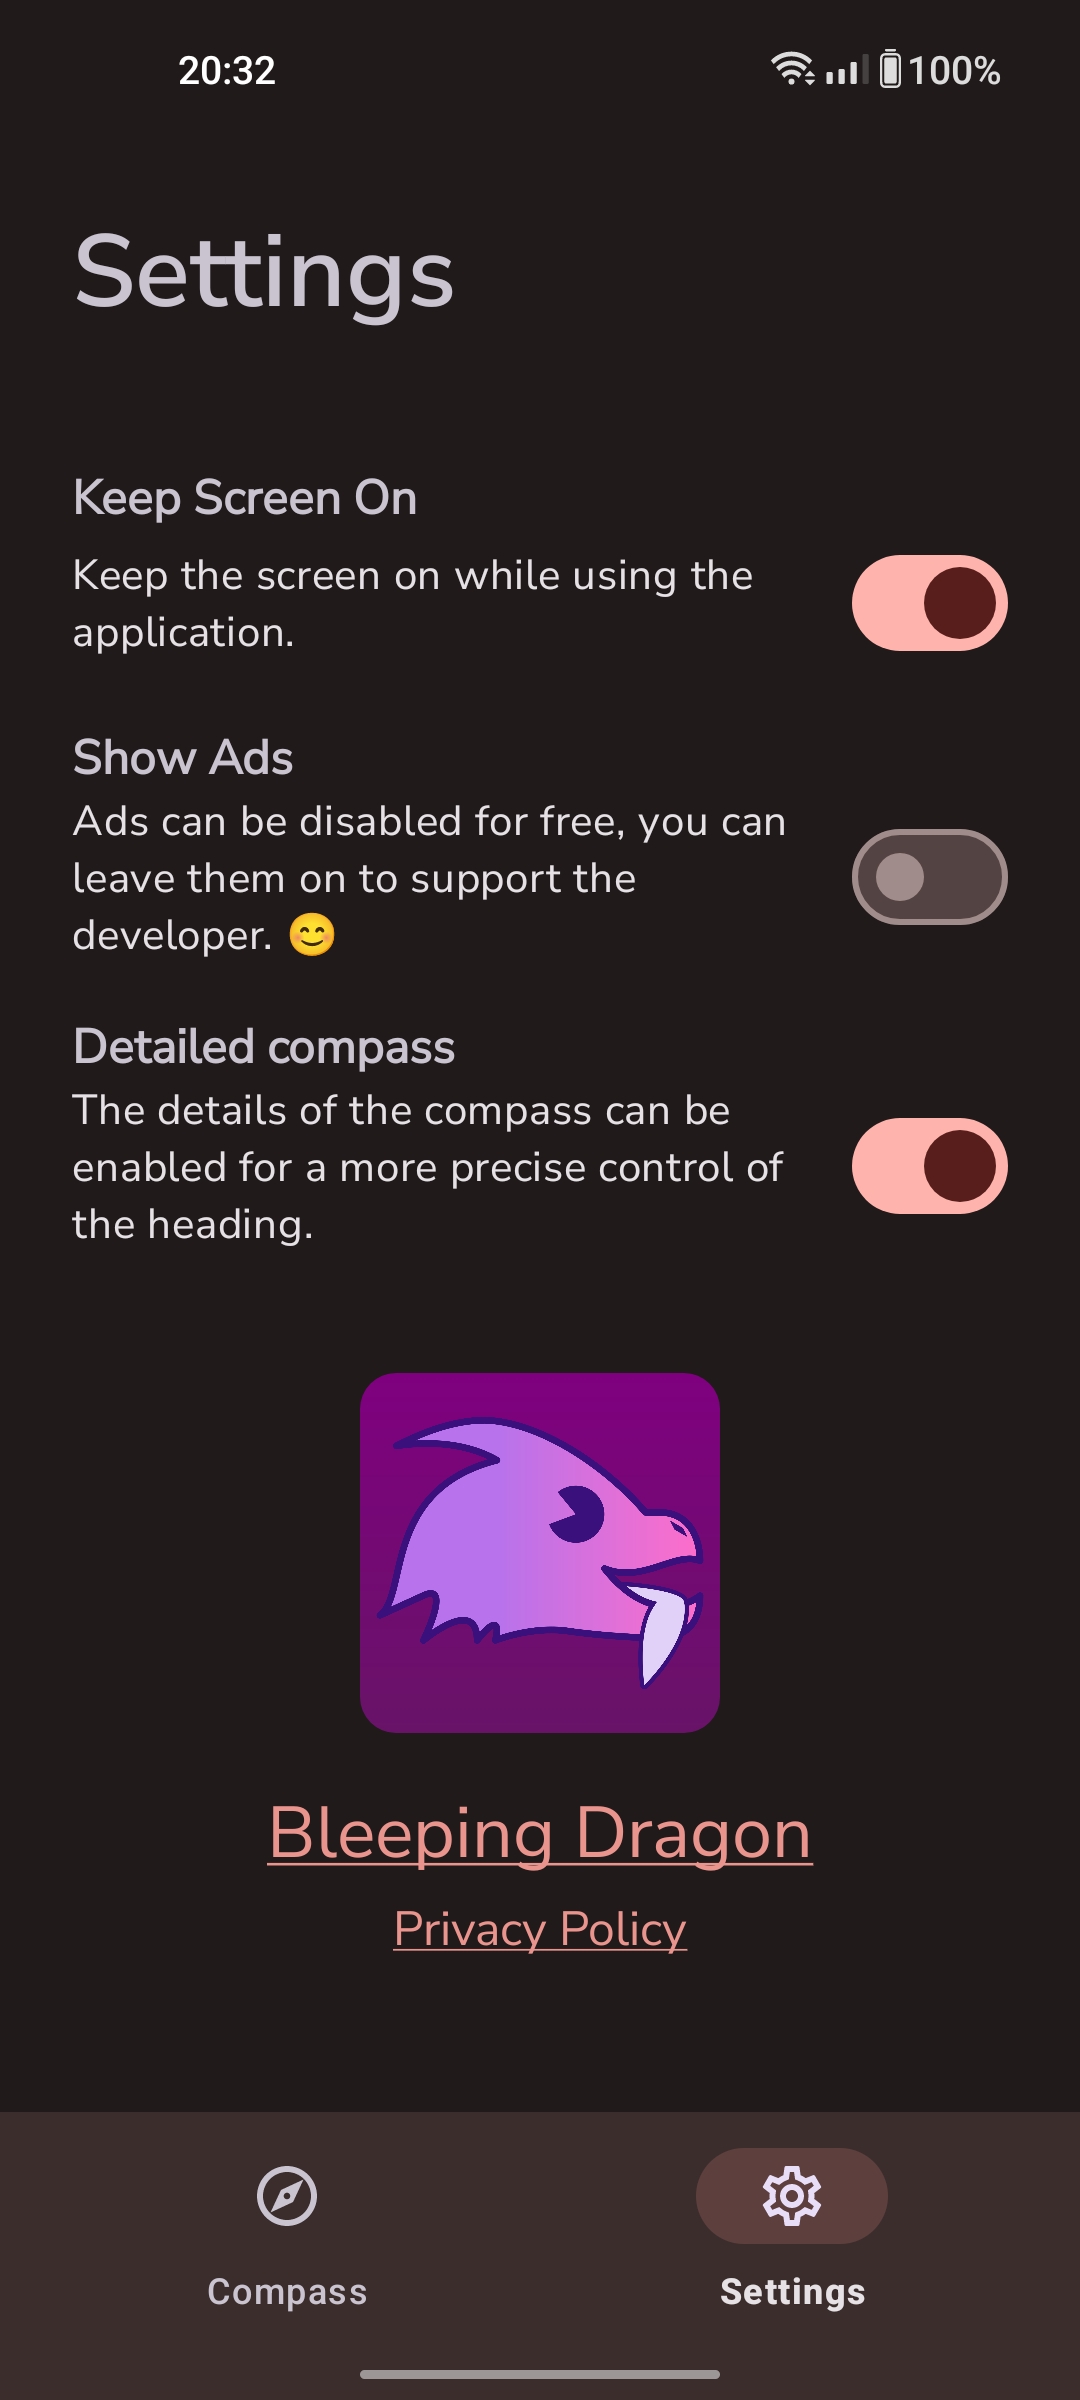 20:32
100%
Settings
Keep Screen On
Keep the screen on while using the
application.
Show Ads
Ads can be disabled for free, you can
leave them on to support the
developer. 😊
Detailed compass
The details of the compass can be
enabled for a more precise control of
the heading.
Bleeping Dragon
Privacy Policy
Compass
Settings